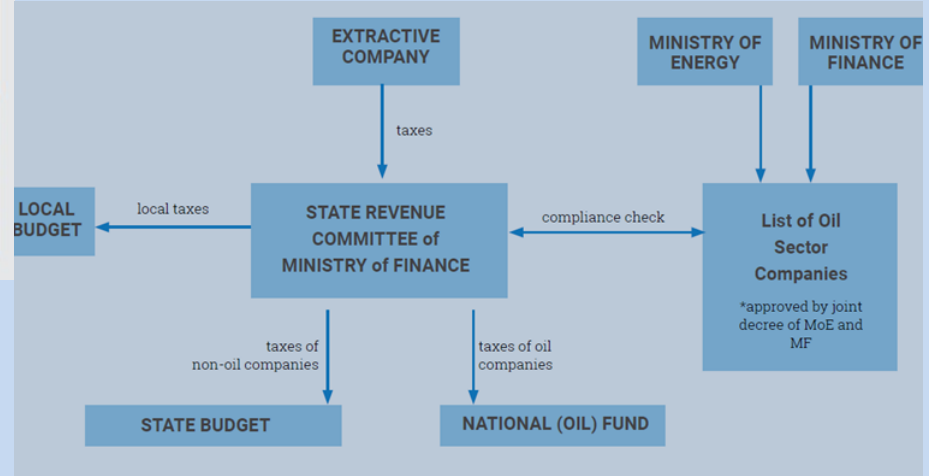 EXTRACTIVE
COMPANY
MINISTRY OF
ENERGY
MINISTRY OF
FINANCE
taxes
LOCAL
BUDGET
local taxes
STATE REVENUE
COMMITTEE of
MINISTRY of FINANCE
compliance check
List of Oil
Sector
Companies
*approved by joint
decree of MoE and
MF
taxes of
non-oil companies
taxes of oil
companies
STATE BUDGET
NATIONAL (OIL) FUND